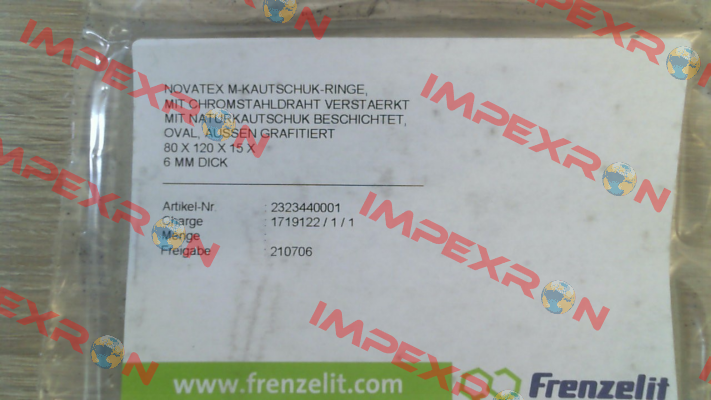 NOVATEX M-KAUTSCHUK-RINGE,
MIT CHROMSTAHLDRAHT VERSTAERKT
MIT NATURKAUTSCHUK BESCHICHTET,
OVAL, AUSSEN GRAFITIERT
80 X 120 X 15 X
6 MM DICK
Artikel-Nr. : 2323440001
Charge : 1719122 / 1 / 1
Menge :
Freigabe : 210706
www.frenzelit.com
Frenzelit
IMPEXRON
IMPEXRON
IMPEXRON
IMPEXRON
IMPEXRON
IMPEXRON
IMPEXRON